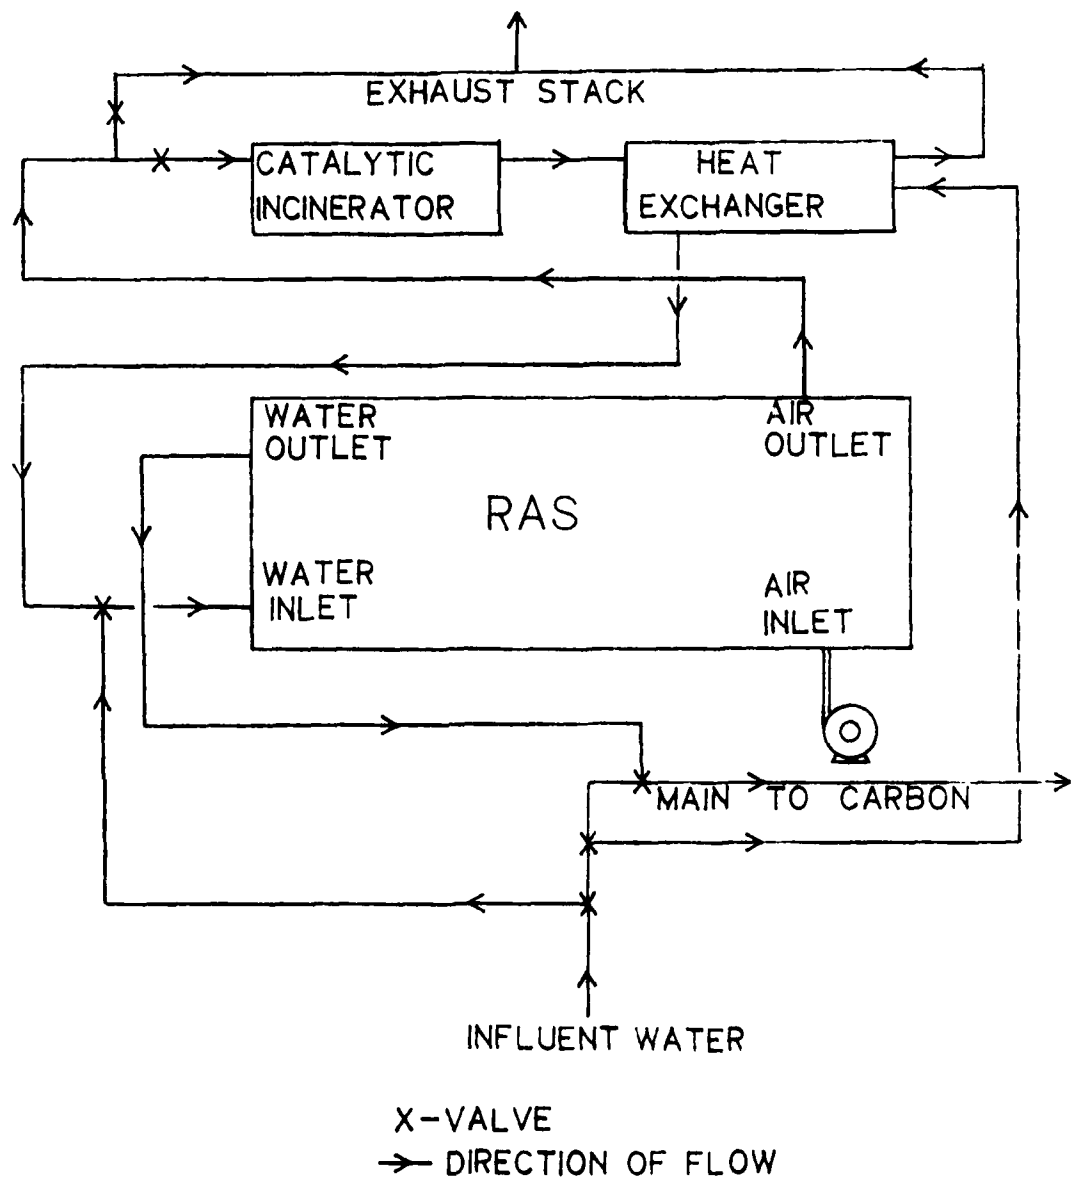 EXHAUST STACK
CATALYTIC
INCINERATOR
HEAT
EXCHANGER
WATER
OUTLET
AIR
OUTLET
RAS
WATER
INLET
AIR
INLET
MAIN TO CARBON
INFLUENT WATER
X-VALVE
DIRECTION OF FLOW